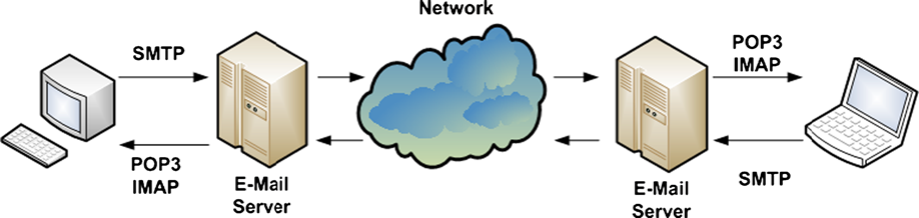 Network
SMTP
POP3
IMAP
POP3
IMAP
SMTP
E-Mail
Server
E-Mail
Server